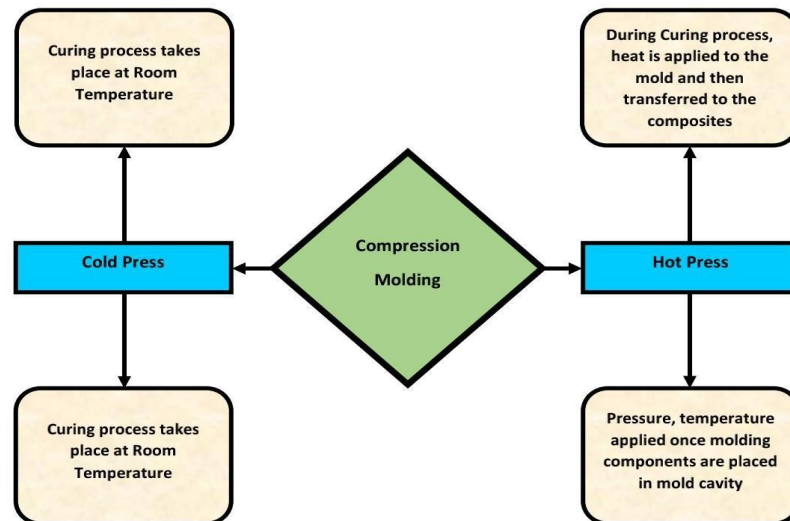 Curing process takes
place at Room
Temperature
During Curing process,
heat is applied to the
mold and then
transferred to the
composites
Cold Press
Compression
Molding
Hot Press
Curing process takes
place at Room
Temperature
Pressure, temperature
applied once molding
components are placed
in mold cavity